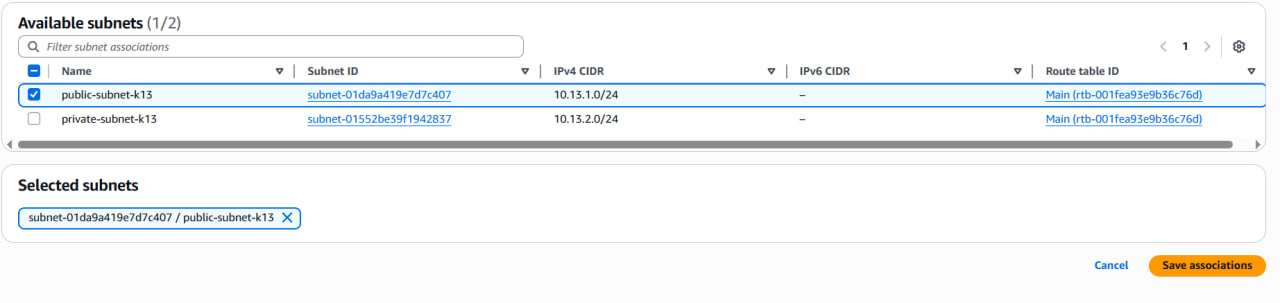 Available subnets (1/2)
Filter subnet associations
1
Name Subnet ID IPv4 CIDR IPv6 CIDR Route table ID
public-subnet-k13 subnet-01da9a419e7d7c407 10.13.1.0/24 – Main (rtb-001fea93e9b36c76d)
private-subnet-k13 subnet-01552be39f1942837 10.13.2.0/24 – Main (rtb-001fea93e9b36c76d)
Selected subnets
subnet-01da9a419e7d7c407 / public-subnet-k13
Cancel Save associations